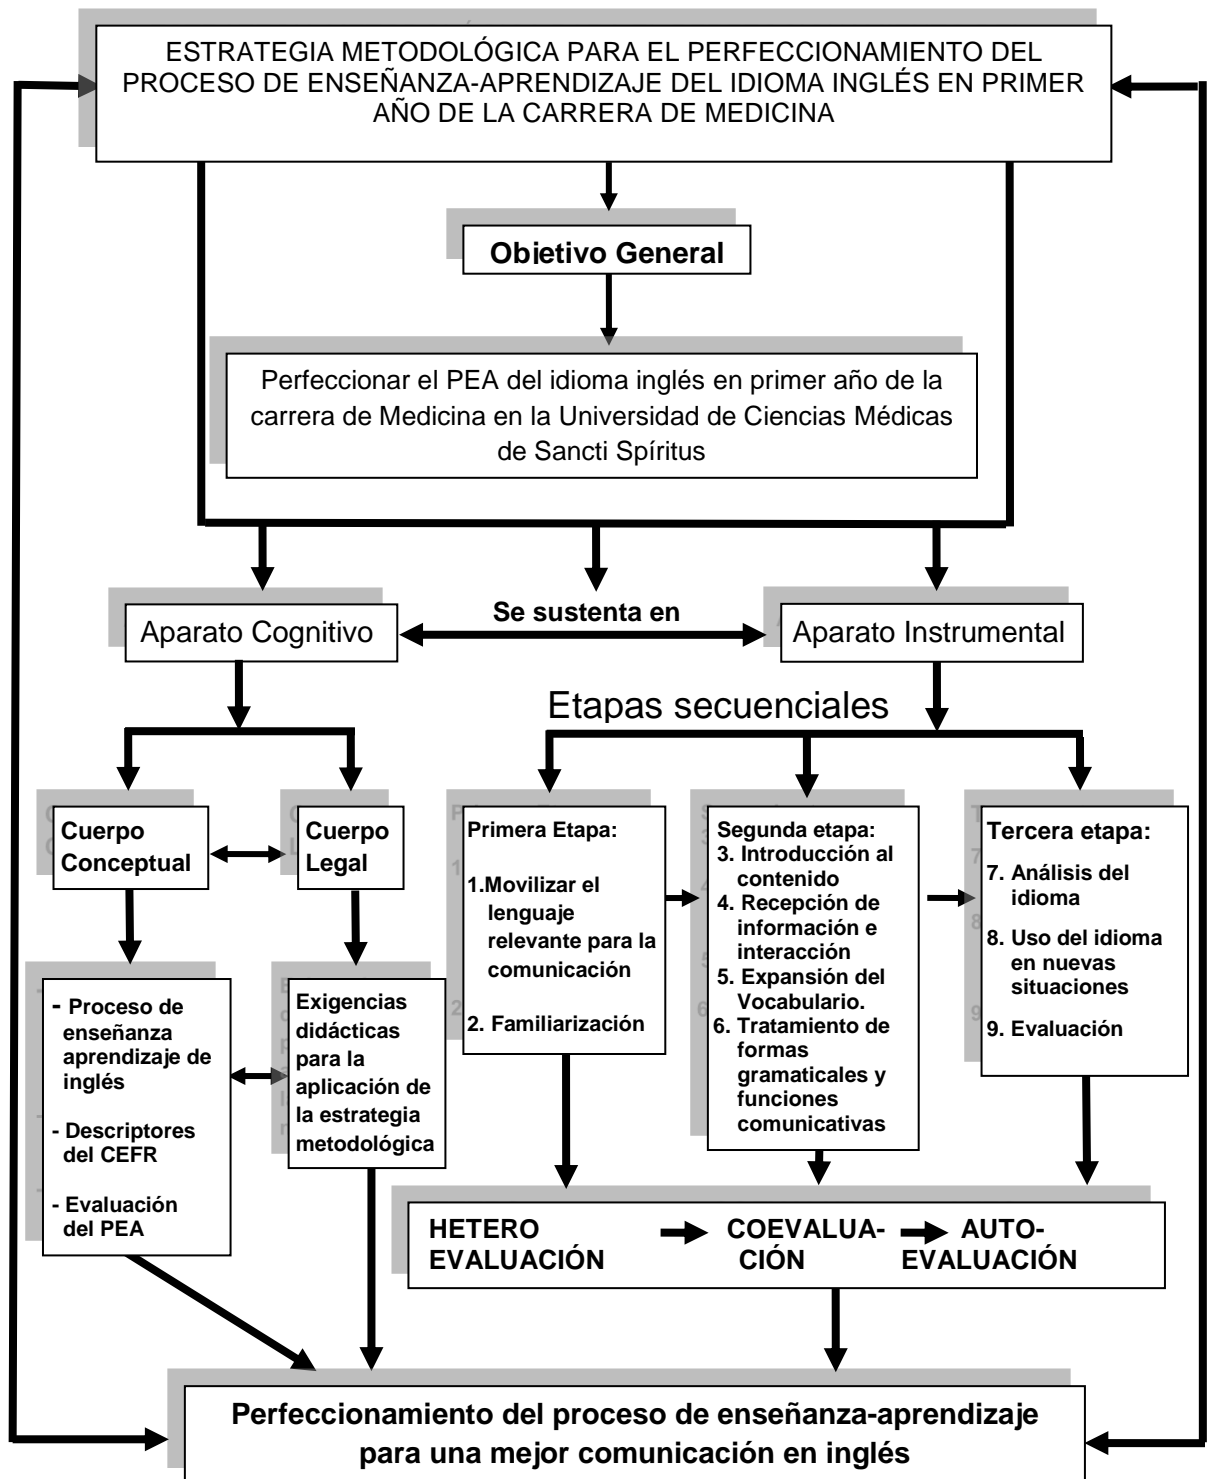 ESTRATEGIA METODOLÓGICA PARA EL PERFECCIONAMIENTO DEL
PROCESO DE ENSEÑANZA-APRENDIZAJE DEL IDIOMA INGLÉS EN PRIMER
AÑO DE LA CARRERA DE MEDICINA
Objetivo General
Perfeccionar el PEA del idioma inglés en primer año de la
carrera de Medicina en la Universidad de Ciencias Médicas
de Sancti Spíritus
Aparato Cognitivo
Se sustenta en
Aparato Instrumental
Etapas secuenciales
Cuerpo
Conceptual
Cuerpo
Legal
- Proceso de
enseñanza
aprendizaje de
inglés
- Descriptores
del CEFR
- Evaluación
del PEA
Exigencias
didácticas
para la
aplicación de
la estrategia
metodológica
Primera Etapa:
1.Movilizar el
lenguaje
relevante para la
comunicación
2. Familiarización
Segunda etapa:
3. Introducción al
contenido
4. Recepción de
información e
interacción
5. Expansión del
Vocabulario.
6. Tratamiento de
formas
gramaticales y
funciones
comunicativas
Tercera etapa:
7. Análisis del
idioma
8. Uso del idioma
en nuevas
situaciones
9. Evaluación
HETERO
EVALUACIÓN
COEVALUA-
CIÓN
AUTO-
EVALUACIÓN
Perfeccionamiento del proceso de enseñanza-aprendizaje
para una mejor comunicación en inglés